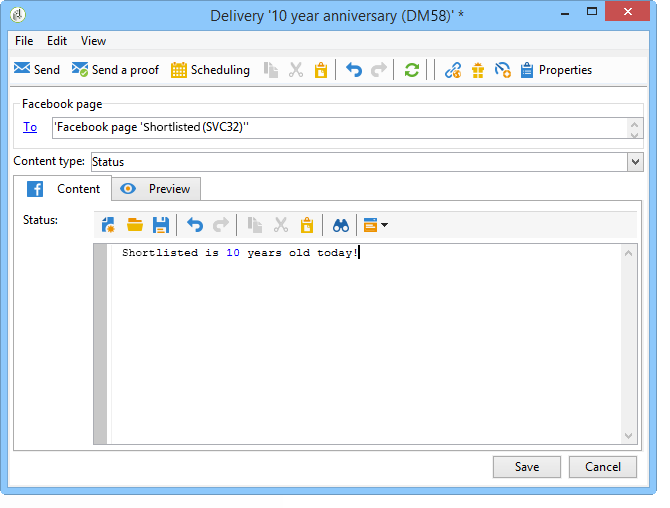 Delivery '10 year anniversary (DM58)' *
File Edit View
Send Send a proof Scheduling Properties
Facebook page
To 'Facebook page 'Shortlisted (SVC32)''
Content type: Status
Content Preview
Status:
Shortlisted is 10 years old today!
Save Cancel